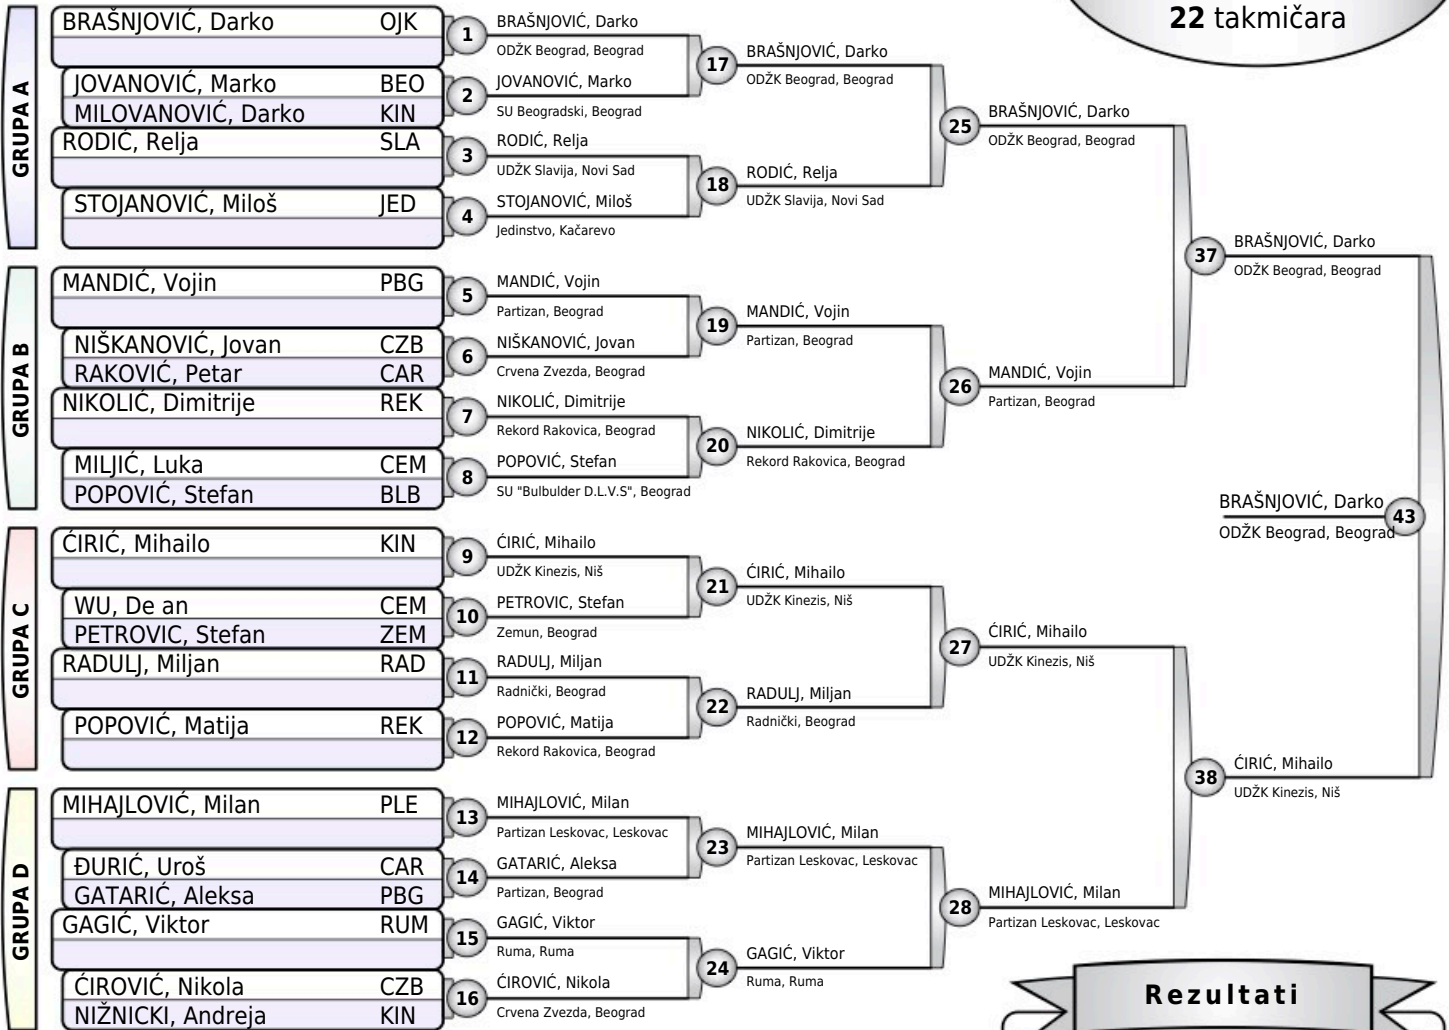 22 takmičara
GRUPA A
BRAŠNJOVIĆ, Darko OJK
JOVANOVIĆ, Marko BEO
MILOVANOVIĆ, Darko KIN
RODIĆ, Relja SLA
STOJANOVIĆ, Miloš JED
GRUPA B
MANDIĆ, Vojin PBG
NIŠKANOVIĆ, Jovan CZB
RAKOVIĆ, Petar CAR
NIKOLIĆ, Dimitrije REK
MILJIĆ, Luka CEM
POPOVIĆ, Stefan BLB
GRUPA C
ĆIRIĆ, Mihailo KIN
WU, De an CEM
PETROVIC, Stefan ZEM
RADULJ, Miljan RAD
POPOVIĆ, Matija REK
GRUPA D
MIHAJLOVIĆ, Milan PLE
ĐURIĆ, Uroš CAR
GATARIĆ, Aleksa PBG
GAGIĆ, Viktor RUM
ĆIROVIĆ, Nikola CZB
NIŽNICKI, Andreja KIN
1
BRAŠNJOVIĆ, Darko
ODŽK Beograd, Beograd
2
JOVANOVIĆ, Marko
SU Beogradski, Beograd
3
RODIĆ, Relja
UDŽK Slavija, Novi Sad
4
STOJANOVIĆ, Miloš
Jedinstvo, Kačarevo
5
MANDIĆ, Vojin
Partizan, Beograd
6
NIŠKANOVIĆ, Jovan
Crvena Zvezda, Beograd
7
NIKOLIĆ, Dimitrije
Rekord Rakovica, Beograd
8
POPOVIĆ, Stefan
SU "Bulbulder D.L.V.S", Beograd
9
ĆIRIĆ, Mihailo
UDŽK Kinezis, Niš
10
PETROVIC, Stefan
Zemun, Beograd
11
RADULJ, Miljan
Radnički, Beograd
12
POPOVIĆ, Matija
Rekord Rakovica, Beograd
13
MIHAJLOVIĆ, Milan
Partizan Leskovac, Leskovac
14
GATARIĆ, Aleksa
Partizan, Beograd
15
GAGIĆ, Viktor
Ruma, Ruma
16
ĆIROVIĆ, Nikola
Crvena Zvezda, Beograd
17
BRAŠNJOVIĆ, Darko
ODŽK Beograd, Beograd
18
RODIĆ, Relja
UDŽK Slavija, Novi Sad
19
MANDIĆ, Vojin
Partizan, Beograd
20
NIKOLIĆ, Dimitrije
Rekord Rakovica, Beograd
21
ĆIRIĆ, Mihailo
UDŽK Kinezis, Niš
22
RADULJ, Miljan
Radnički, Beograd
23
MIHAJLOVIĆ, Milan
Partizan Leskovac, Leskovac
24
GAGIĆ, Viktor
Ruma, Ruma
25
BRAŠNJOVIĆ, Darko
ODŽK Beograd, Beograd
26
MANDIĆ, Vojin
Partizan, Beograd
27
ĆIRIĆ, Mihailo
UDŽK Kinezis, Niš
28
MIHAJLOVIĆ, Milan
Partizan Leskovac, Leskovac
37
BRAŠNJOVIĆ, Darko
ODŽK Beograd, Beograd
38
ĆIRIĆ, Mihailo
UDŽK Kinezis, Niš
BRAŠNJOVIĆ, Darko
43
ODŽK Beograd, Beograd
Rezultati